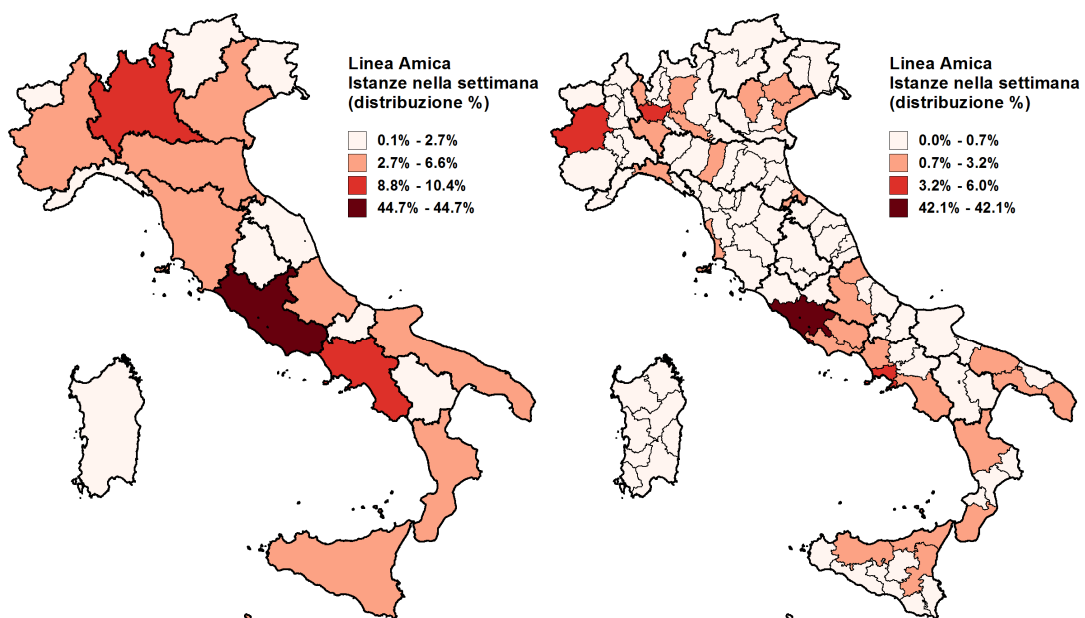 Linea Amica
Istanze nella settimana
(distribuzione %)
0.1% - 2.7%
2.7% - 6.6%
8.8% - 10.4%
44.7% - 44.7%
Linea Amica
Istanze nella settimana
(distribuzione %)
0.0% - 0.7%
0.7% - 3.2%
3.2% - 6.0%
42.1% - 42.1%